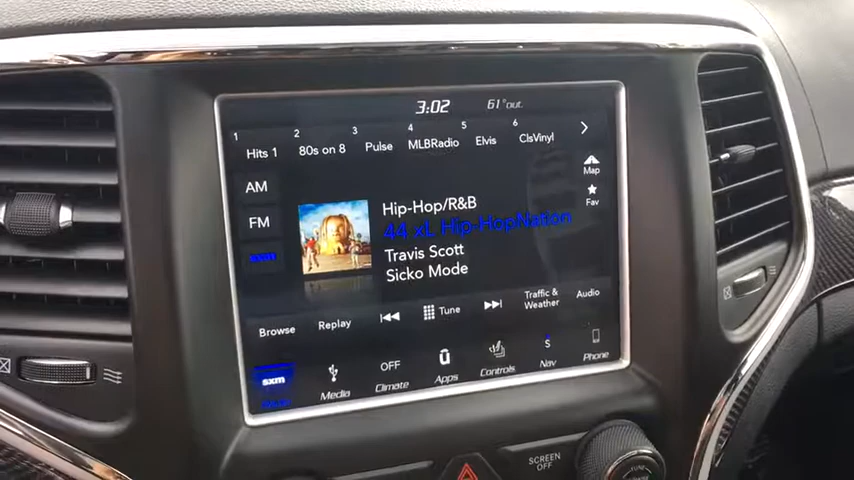 3:02 61° out.
1 2 3 4 5 6
Hits 1 80s on 8 Pulse MLBRadio Elvis ClsVinyl
AM
FM
sxm
Map
Fav
Hip-Hop/R&B
44 xL Hip-HopNation
Travis Scott
Sicko Mode
Browse Replay Tune Traffic & Weather Audio
sxm
Media OFF Climate Apps Controls S Nav Phone
SCREEN
OFF